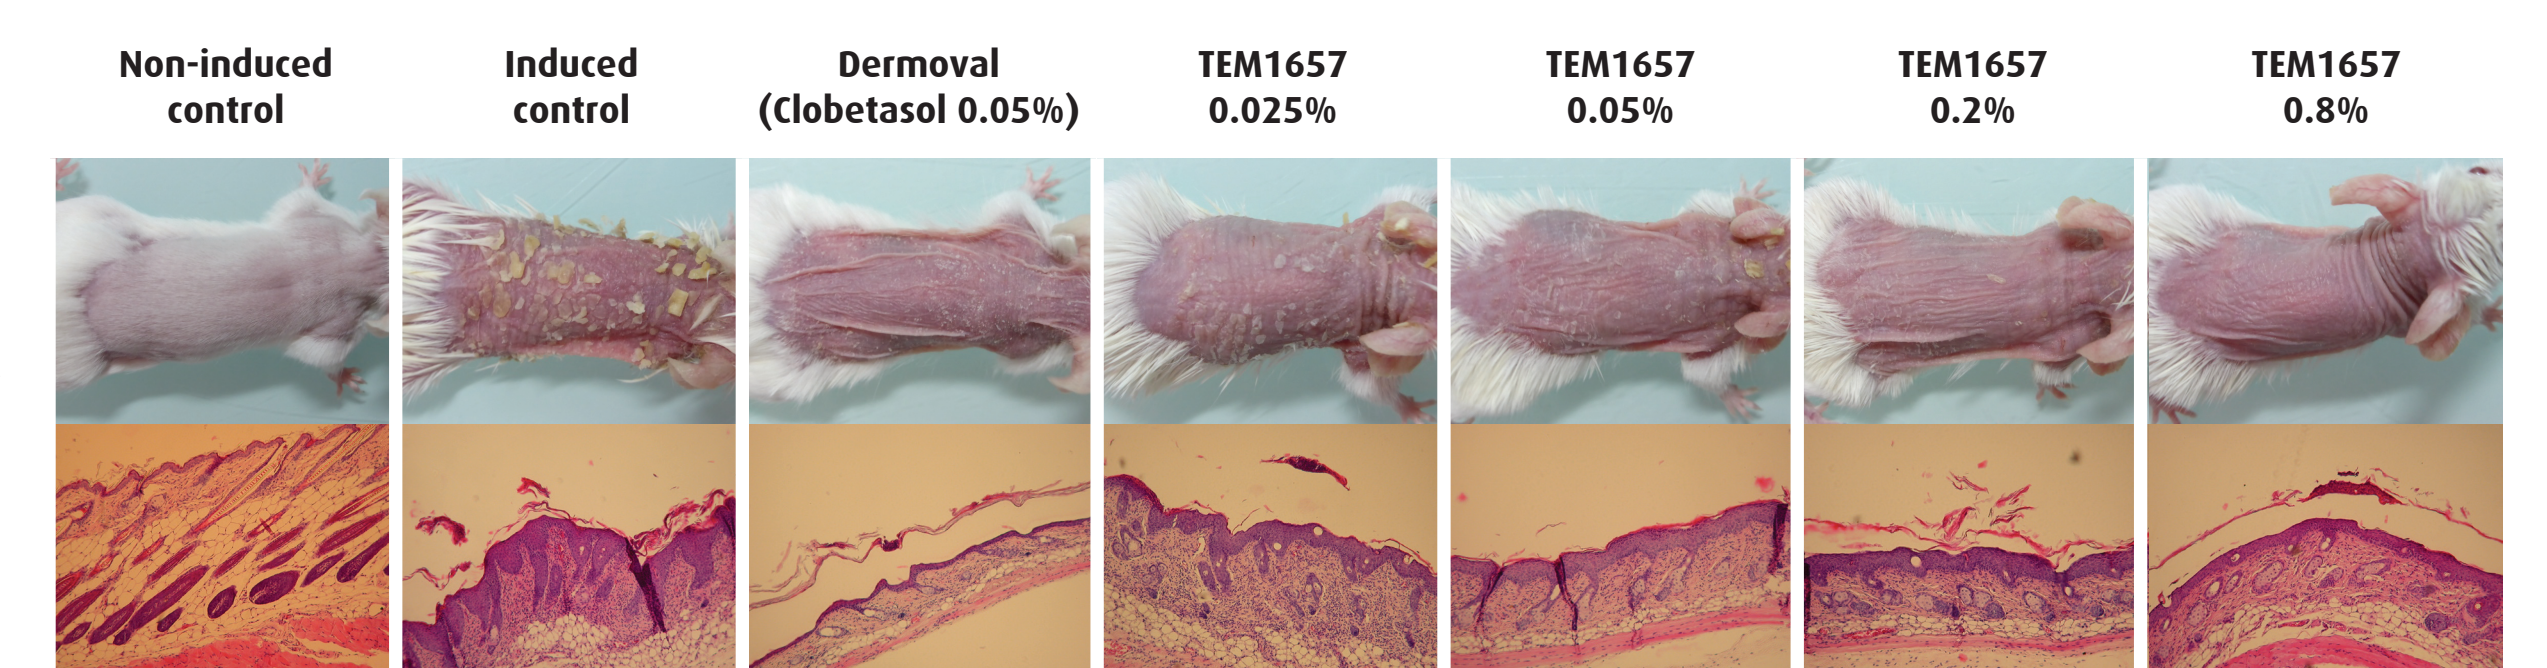 Non-induced
control
Induced
control
Dermoval
(Clobetasol 0.05%)
TEM1657
0.025%
TEM1657
0.05%
TEM1657
0.2%
TEM1657
0.8%